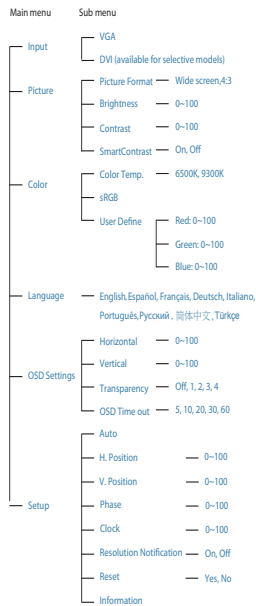 Main menu Sub menu
Input
VGA
DVI (available for selective models)
Picture
Picture Format Wide screen,4:3
Brightness 0~100
Contrast 0~100
SmartContrast On, Off
Color
Color Temp. 6500K, 9300K
sRGB
User Define Red: 0~100
Green: 0~100
Blue: 0~100
Language English,Español, Français, Deutsch, Italiano,
Português,Русский , 简体中文, Türkçe
OSD Settings
Horizontal 0~100
Vertical 0~100
Transparency Off, 1, 2, 3, 4
OSD Time out 5, 10, 20, 30, 60
Setup
Auto
H. Position 0~100
V. Position 0~100
Phase 0~100
Clock 0~100
Resolution Notification On, Off
Reset Yes, No
Information